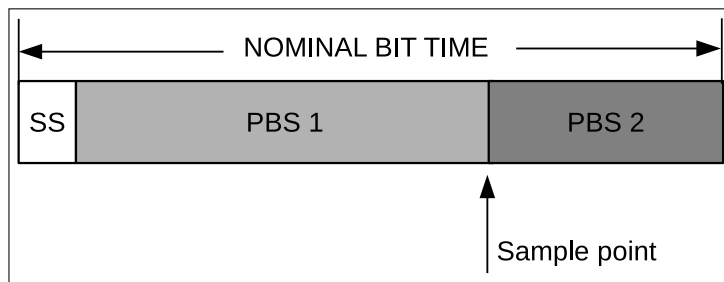 NOMINAL BIT TIME
SS
PBS 1
PBS 2
Sample point